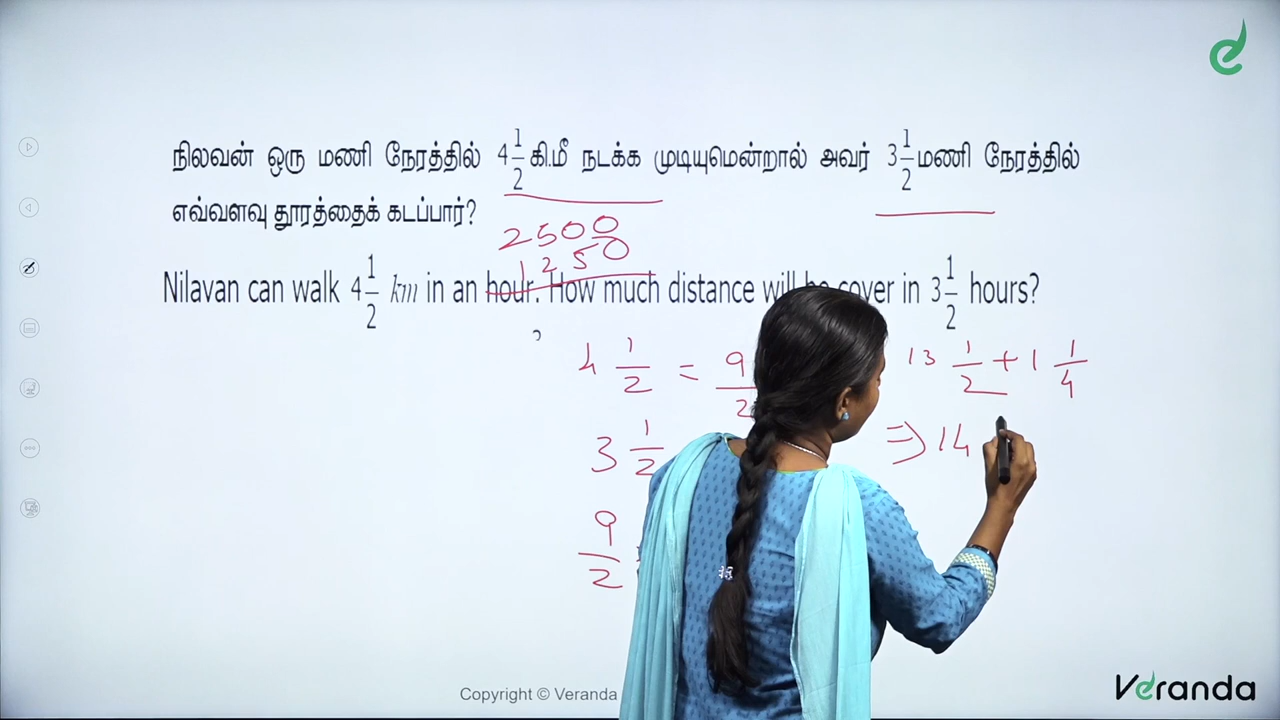 நிலவன் ஒரு மணி நேரத்தில் 4 1/2 கி.மீ நடக்க முடியுமென்றால் அவர் 3 1/2 மணி நேரத்தில்
எவ்வளவு தூரத்தைக் கடப்பார்?
2500
1250
Nilavan can walk 4 1/2 km in an hour. How much distance will be cover in 3 1/2 hours?
4 1/2 = 9/2
13 1/2 + 1 1/4
3 1/2
⇒ 14
9/2
Copyright © Veranda
Veranda